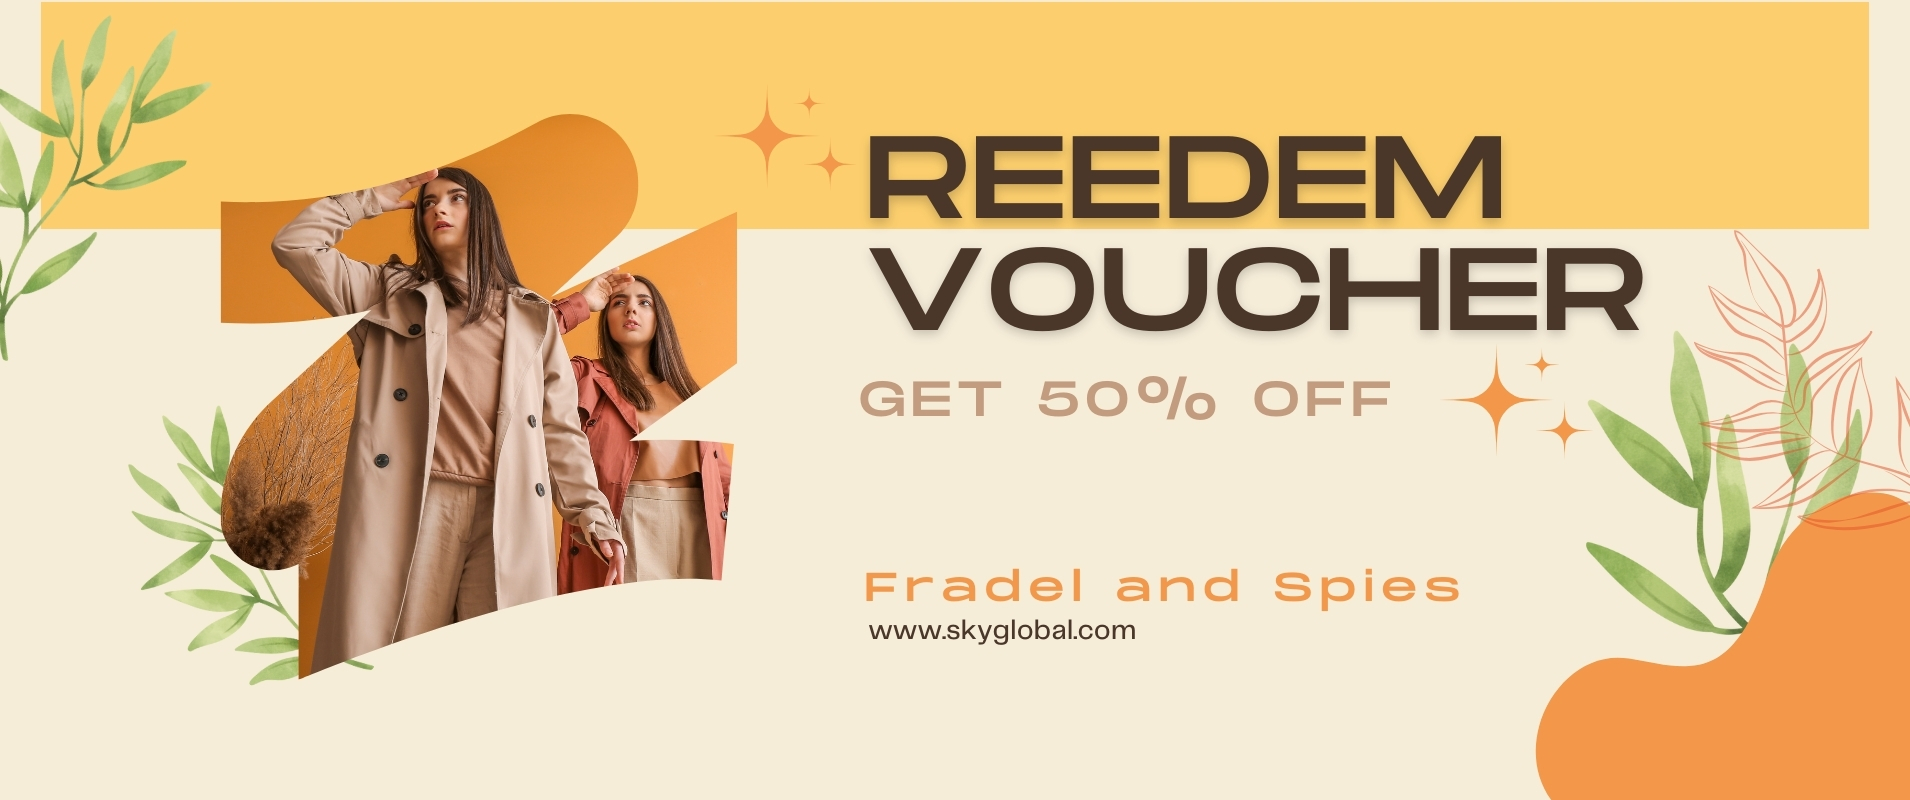 REEDEM
VOUCHER
GET 50% OFF
Fradel and Spies
www.skyglobal.com